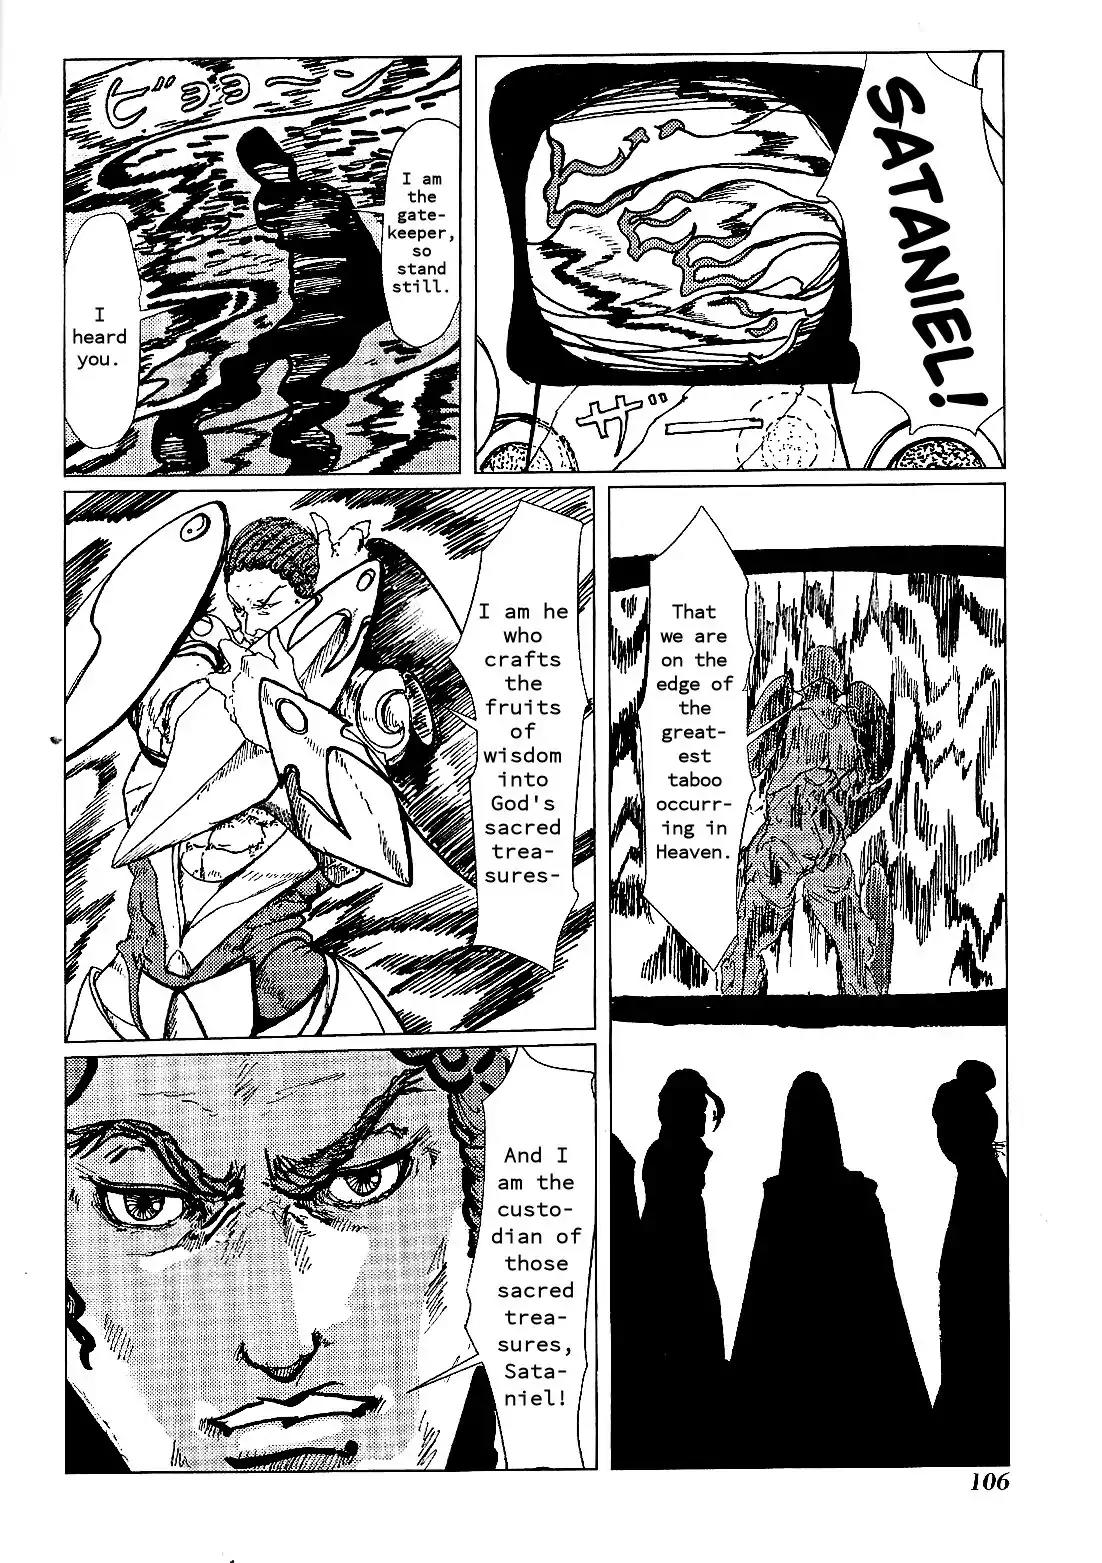 SATANIEL!
ザー
I am
the
gate-
keeper,
so
stand
still.
I
heard
you.
That
we are
on the
edge of
the
great-
est
taboo
occurr-
ing in
Heaven.
I am he
who
crafts
the
fruits
of
wisdom
into
God's
sacred
trea-
sures-
And I
am the
custo-
dian of
those
sacred
trea-
sures,
Sata-
niel!
106